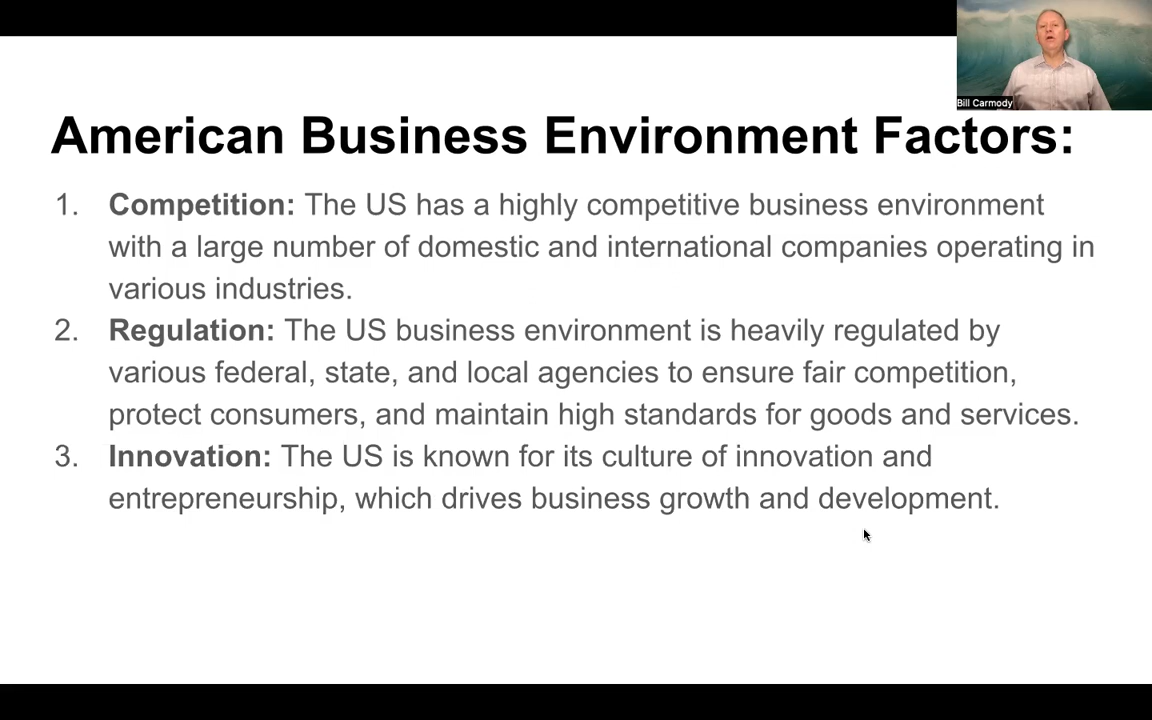 Bill Carmody
American Business Environment Factors:
1. Competition: The US has a highly competitive business environment
with a large number of domestic and international companies operating in
various industries.
2. Regulation: The US business environment is heavily regulated by
various federal, state, and local agencies to ensure fair competition,
protect consumers, and maintain high standards for goods and services.
3. Innovation: The US is known for its culture of innovation and
entrepreneurship, which drives business growth and development.